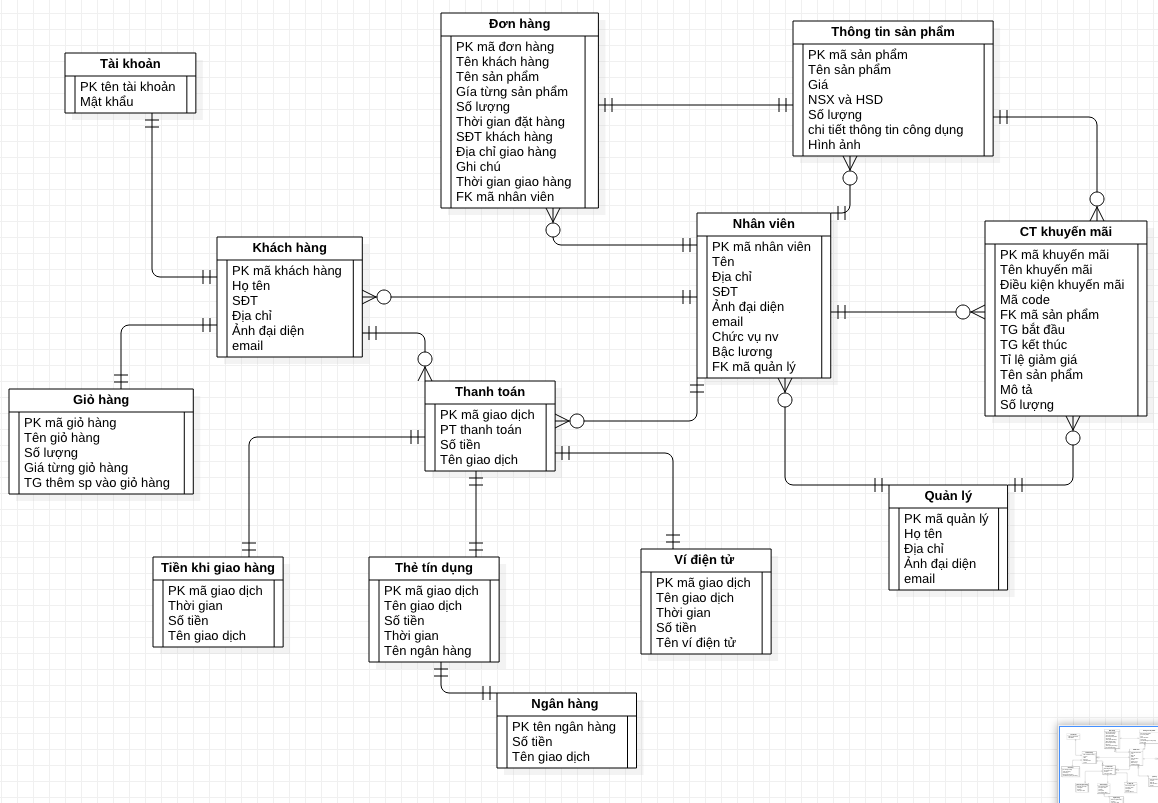 Tài khoản
PK tên tài khoản
Mật khẩu
Đơn hàng
PK mã đơn hàng
Tên khách hàng
Tên sản phẩm
Gía từng sản phẩm
Số lượng
Thời gian đặt hàng
SĐT khách hàng
Địa chỉ giao hàng
Ghi chú
Thời gian giao hàng
FK mã nhân viên
Thông tin sản phẩm
PK mã sản phẩm
Tên sản phẩm
Giá
NSX và HSD
Số lượng
chi tiết thông tin công dụng
Hình ảnh
Khách hàng
PK mã khách hàng
Họ tên
SĐT
Địa chỉ
Ảnh đại diện
email
Nhân viên
PK mã nhân viên
Tên
Địa chỉ
SĐT
Ảnh đại diện
email
Chức vụ nv
Bậc lương
FK mã quản lý
CT khuyến mãi
PK mã khuyến mãi
Tên khuyến mãi
Điều kiện khuyến mãi
Mã code
FK mã sản phẩm
TG bắt đầu
TG kết thúc
Tỉ lệ giảm giá
Tên sản phẩm
Mô tả
Số lượng
Giỏ hàng
PK mã giỏ hàng
Tên giỏ hàng
Số lượng
Giá từng giỏ hàng
TG thêm sp vào giỏ hàng
Thanh toán
PK mã giao dịch
PT thanh toán
Số tiền
Tên giao dịch
Quản lý
PK mã quản lý
Họ tên
Địa chỉ
Ảnh đại diện
email
Tiền khi giao hàng
PK mã giao dịch
Thời gian
Số tiền
Tên giao dịch
Thẻ tín dụng
PK mã giao dịch
Tên giao dịch
Số tiền
Thời gian
Tên ngân hàng
Ví điện tử
PK mã giao dịch
Tên giao dịch
Thời gian
Số tiền
Tên ví điện tử
Ngân hàng
PK tên ngân hàng
Số tiền
Tên giao dịch